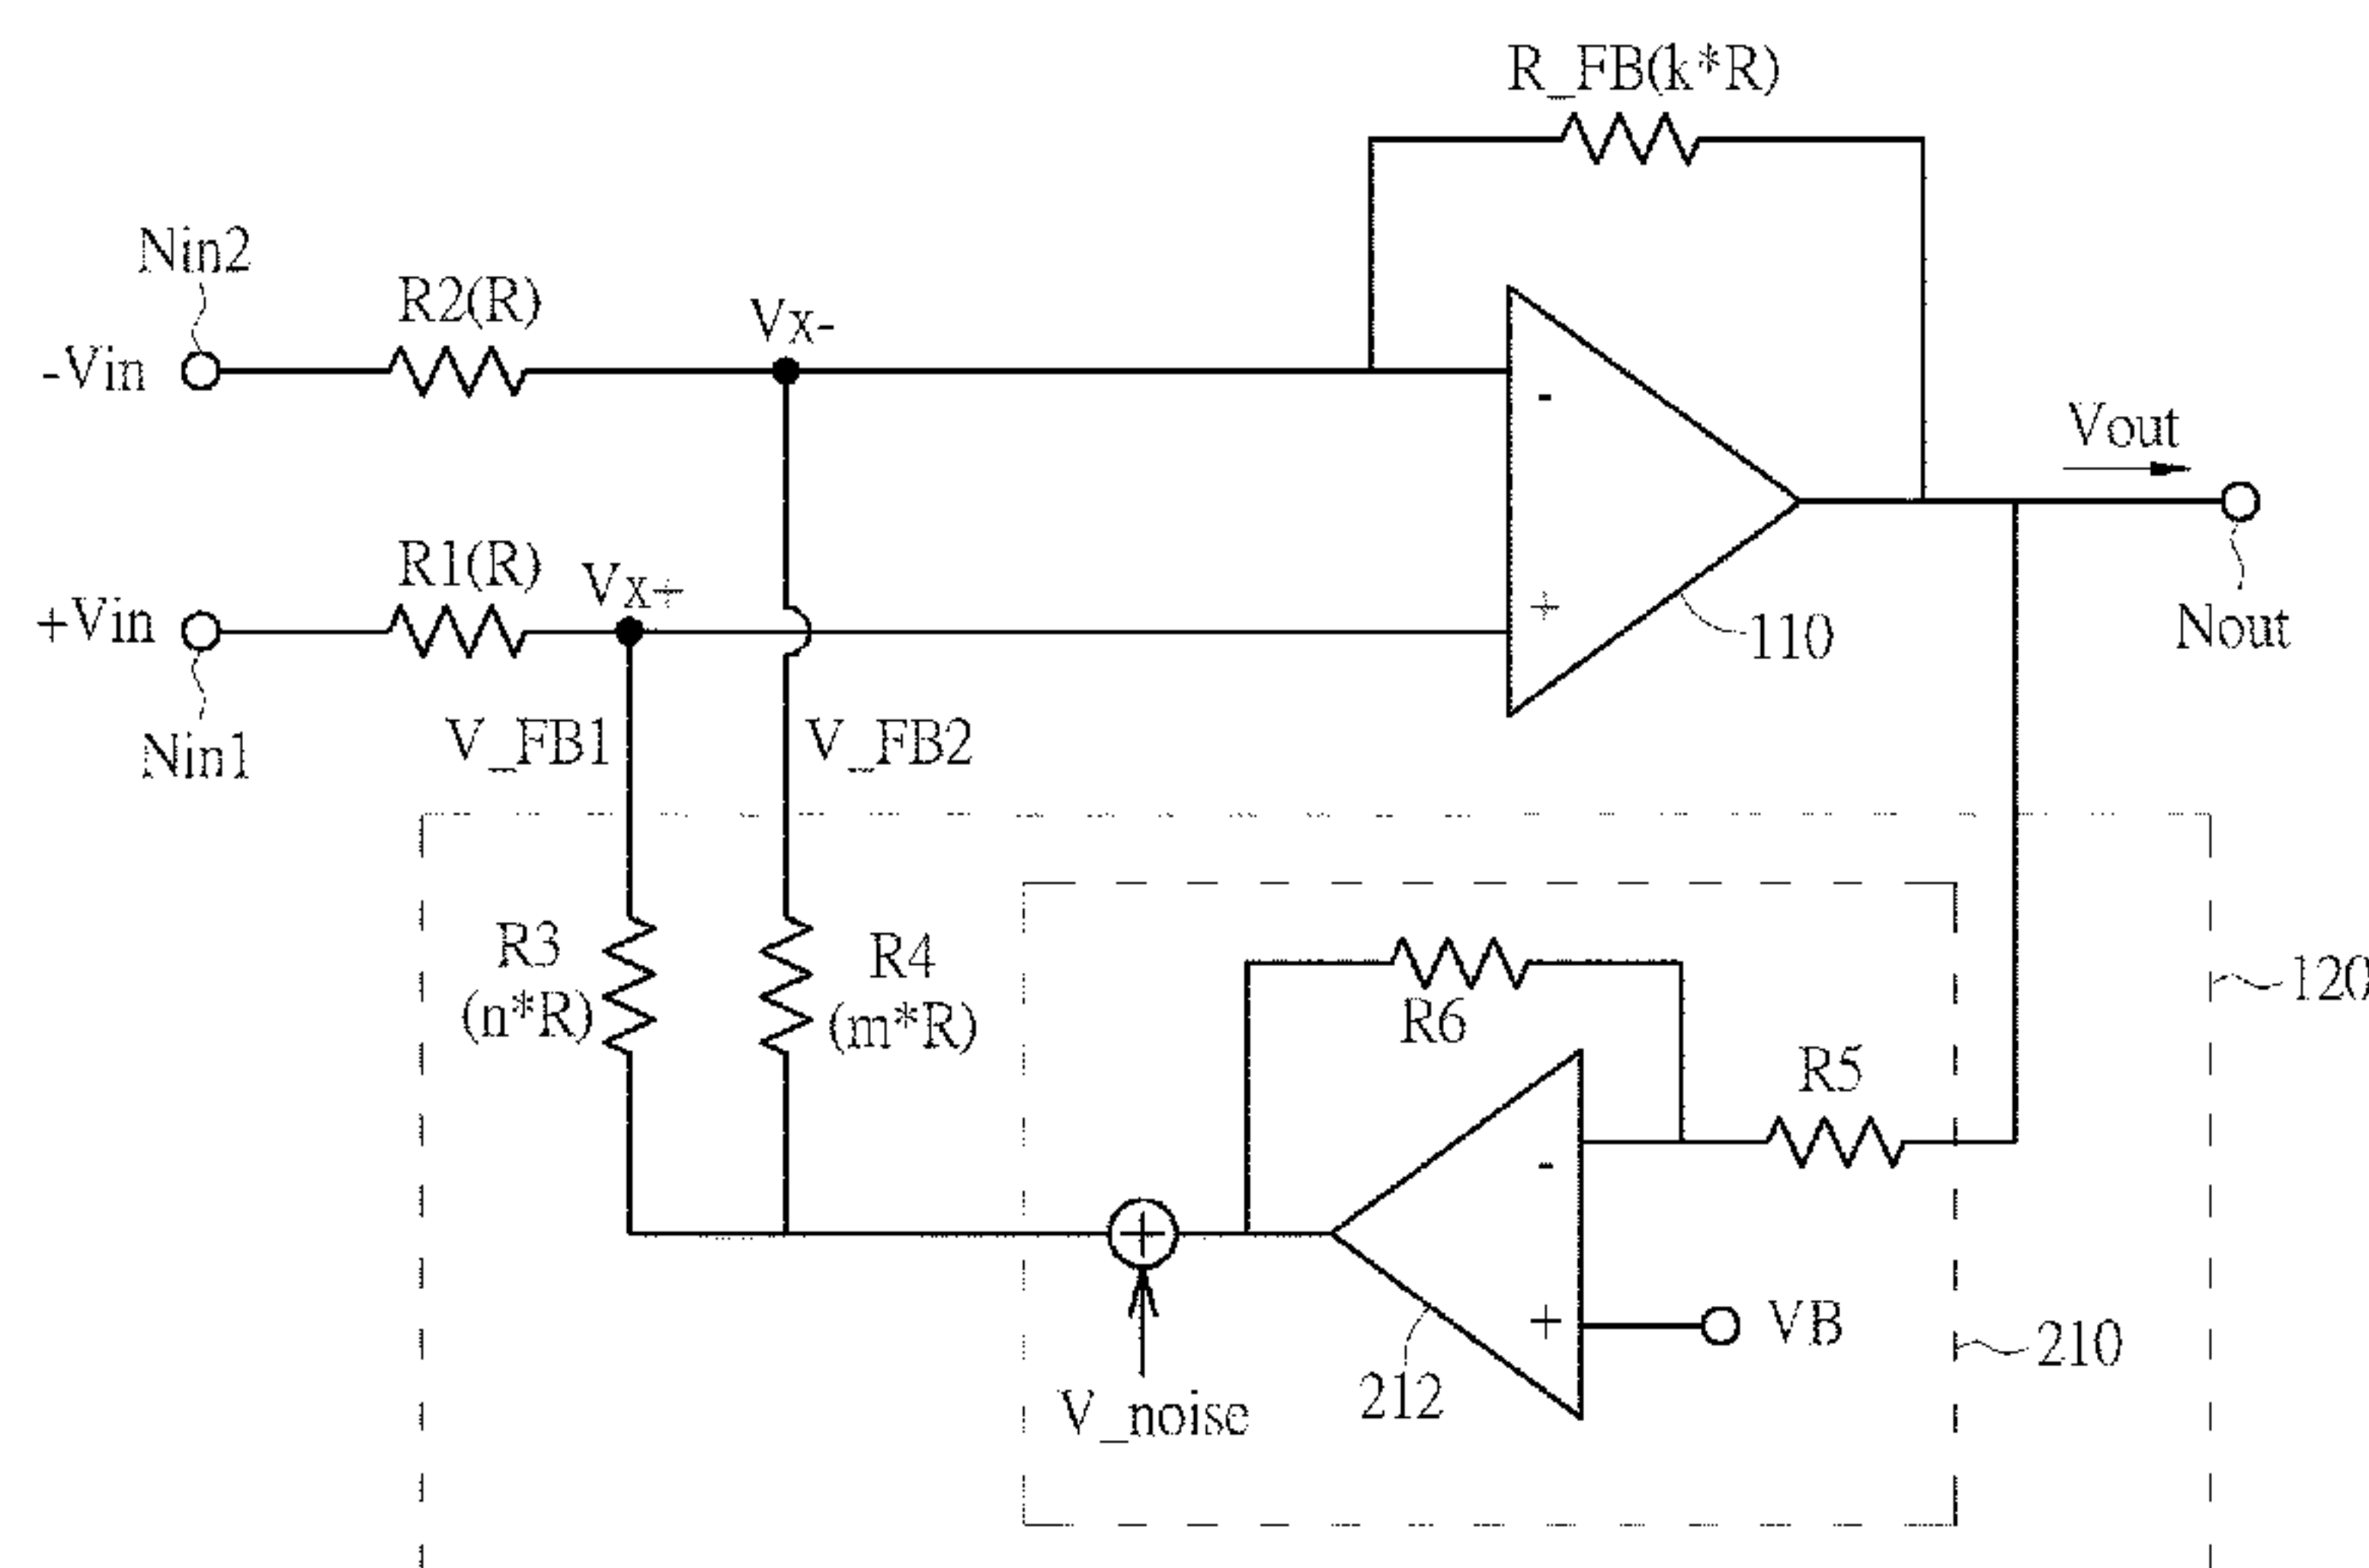 R_FB(k*R)
Nin2
R2(R)
Vx-
-Vin
-
Vout
R1(R)
Vx+
+Vin
+
110
Nout
Nin1
V_FB1
V_FB2
R3
(n*R)
R4
(m*R)
R6
R5
120
-
+
+
VB
212
210
V_noise